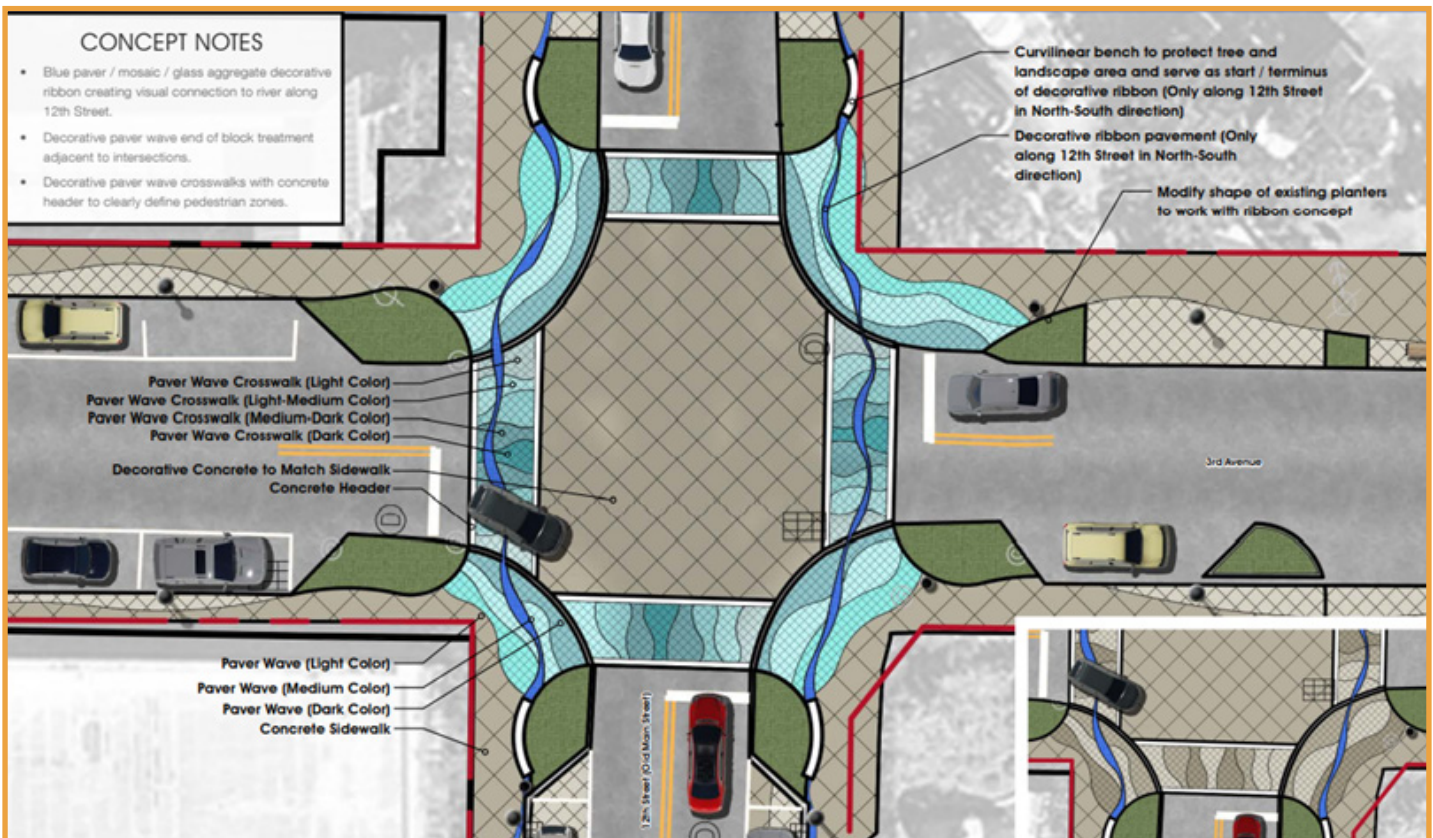 CONCEPT NOTES
• Blue paver / mosaic / glass aggregate decorative
ribbon creating visual connection to river along
12th Street.
• Decorative paver wave end of block treatment
adjacent to intersections.
• Decorative paver wave crosswalks with concrete
header to clearly define pedestrian zones.
Curvilinear bench to protect tree and
landscape area and serve as start / terminus
of decorative ribbon (Only along 12th Street
in North-South direction)
Decorative ribbon pavement (Only
along 12th Street in North-South
direction)
Modify shape of existing planters
to work with ribbon concept
Paver Wave Crosswalk (Light Color)
Paver Wave Crosswalk (Light-Medium Color)
Paver Wave Crosswalk (Medium-Dark Color)
Paver Wave Crosswalk (Dark Color)
Decorative Concrete to Match Sidewalk
Concrete Header
3rd Avenue
Paver Wave (Light Color)
Paver Wave (Medium Color)
Paver Wave (Dark Color)
Concrete Sidewalk
12th Street (Old Main Street)